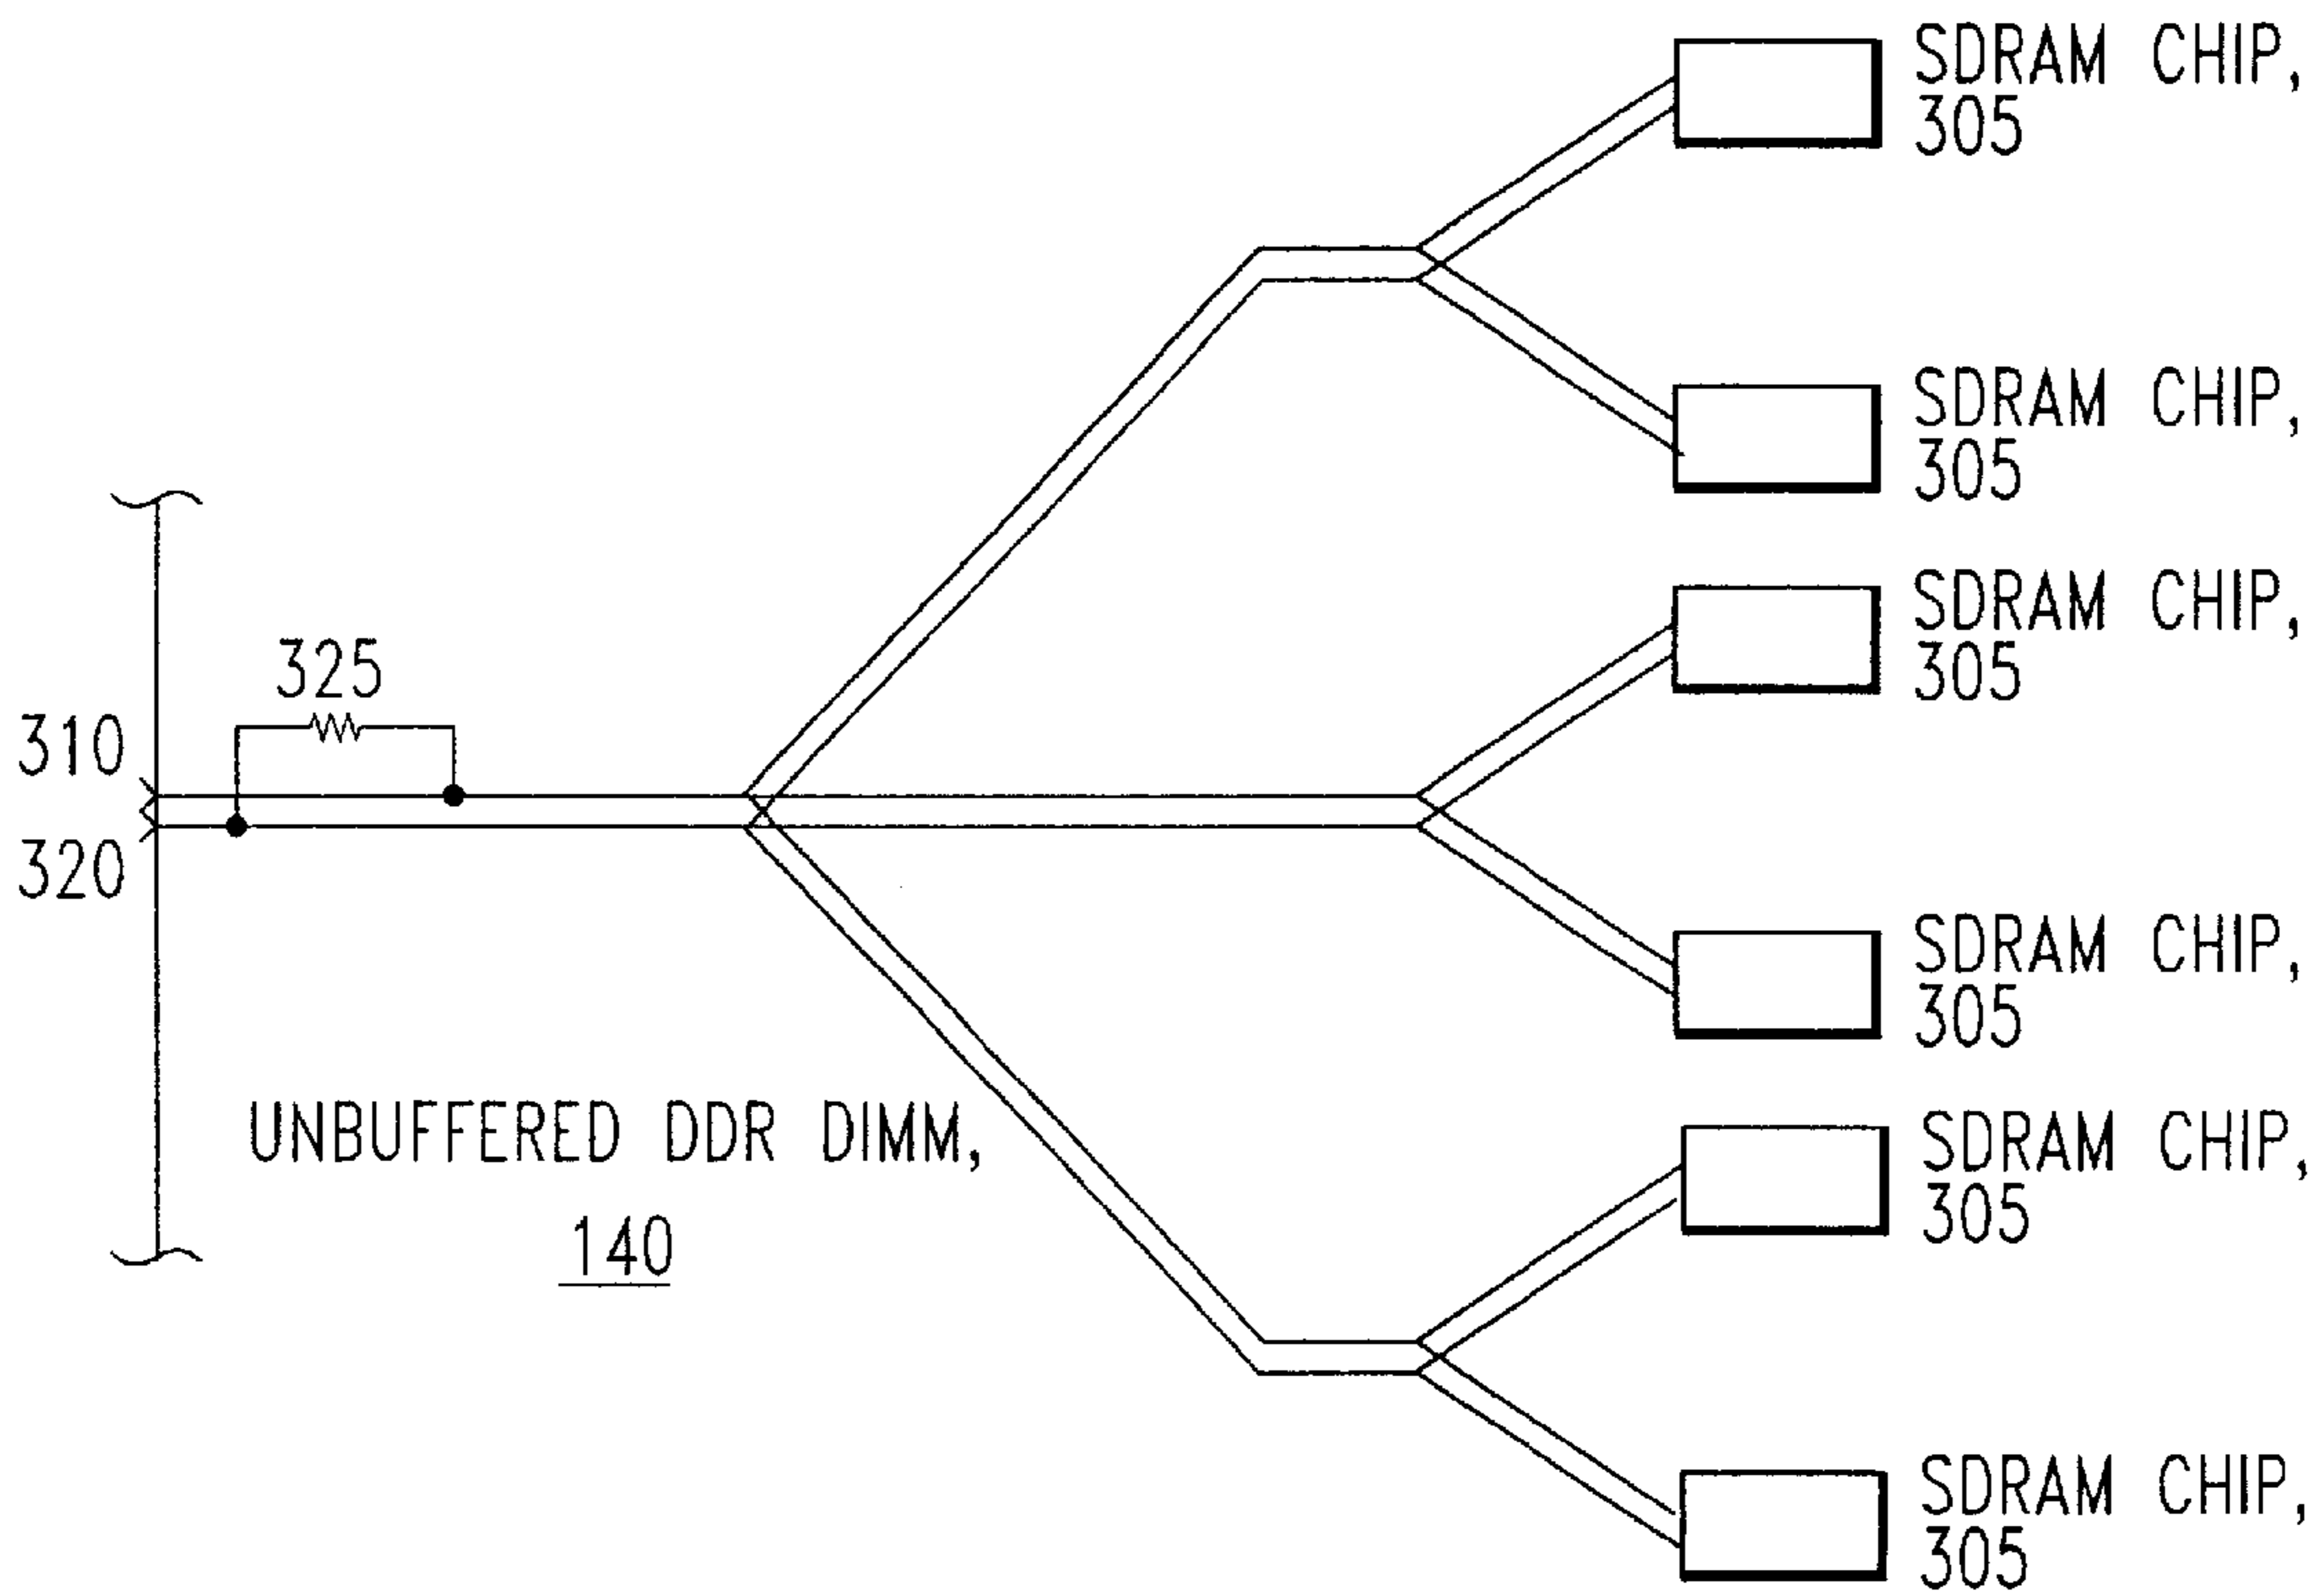 SDRAM CHIP,
305
SDRAM CHIP,
305
SDRAM CHIP,
305
325
310
320
SDRAM CHIP,
305
UNBUFFERED DDR DIMM,
140
SDRAM CHIP,
305
SDRAM CHIP,
305